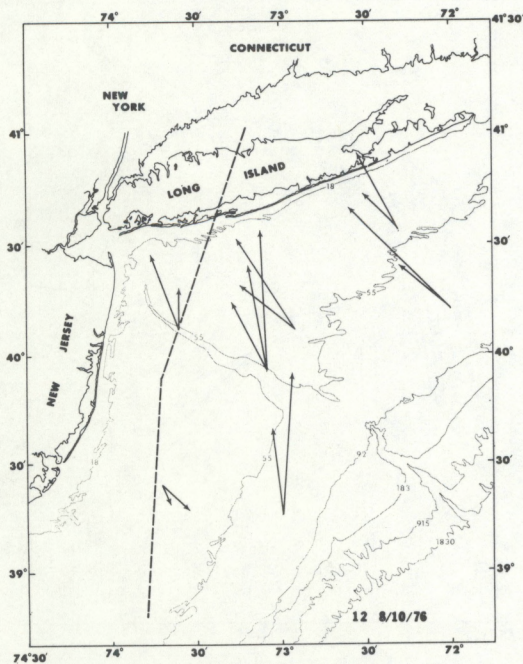 74° 30' 73° 30' 72° 41°30'
CONNECTICUT
NEW
YORK
41° 41°
LONG ISLAND
18
30' 30'
55
NEW JERSEY
55
40° 40°
55
30' 30'
18
92
183
915
1830
39° 39°
12 8/10/76
74°30' 74° 30' 73° 30' 72°